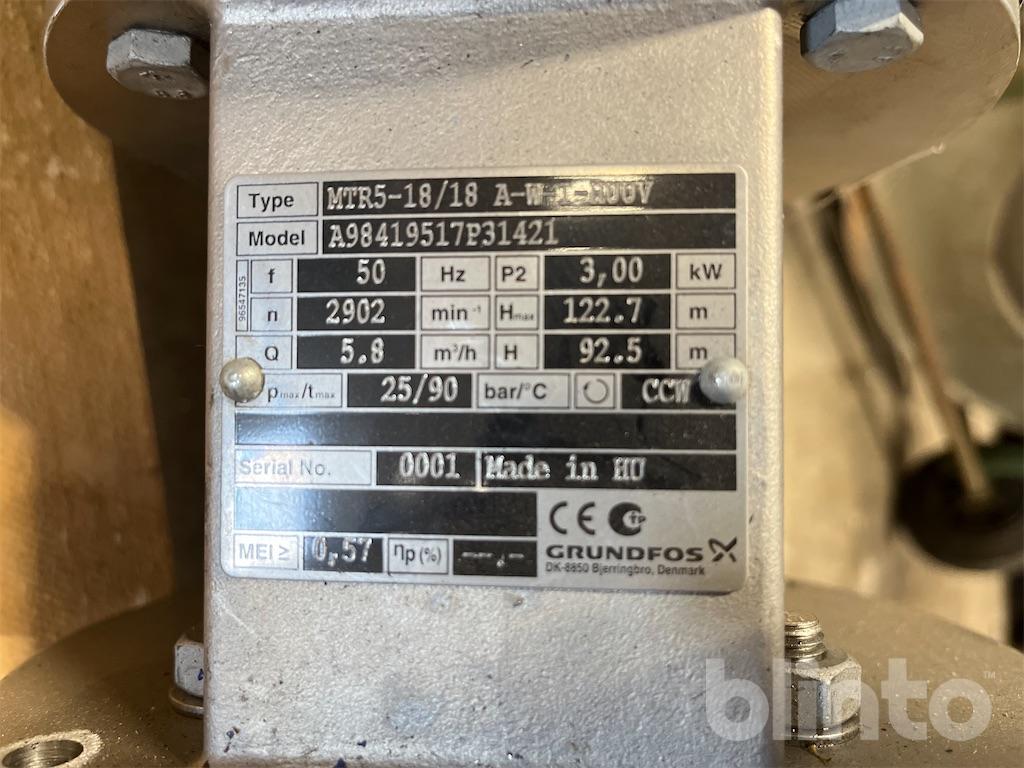 Type MTR5-18/18 A-W-I-HUUV
Model A98419517P31421
96547135
f 50 Hz P2 3,00 kW
n 2902 min⁻¹ Hmax 122.7 m
Q 5.8 m³/h H 92.5 m
pmax/tmax 25/90 bar/°C CCW
Serial No. 0001 Made in HU
CE
MEI ≥ 0,57 ηp(%) --.-
GRUNDFOS X
DK-8850 Bjerringbro, Denmark
blinto™